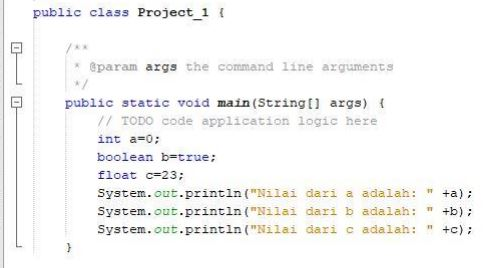 public class Project_1 {
/**
* @param args the command line arguments
*/
public static void main(String[] args) {
// TODO code application logic here
int a=0;
boolean b=true;
float c=23;
System.out.println("Nilai dari a adalah: " +a);
System.out.println("Nilai dari b adalah: " +b);
System.out.println("Nilai dari c adalah: " +c);
}